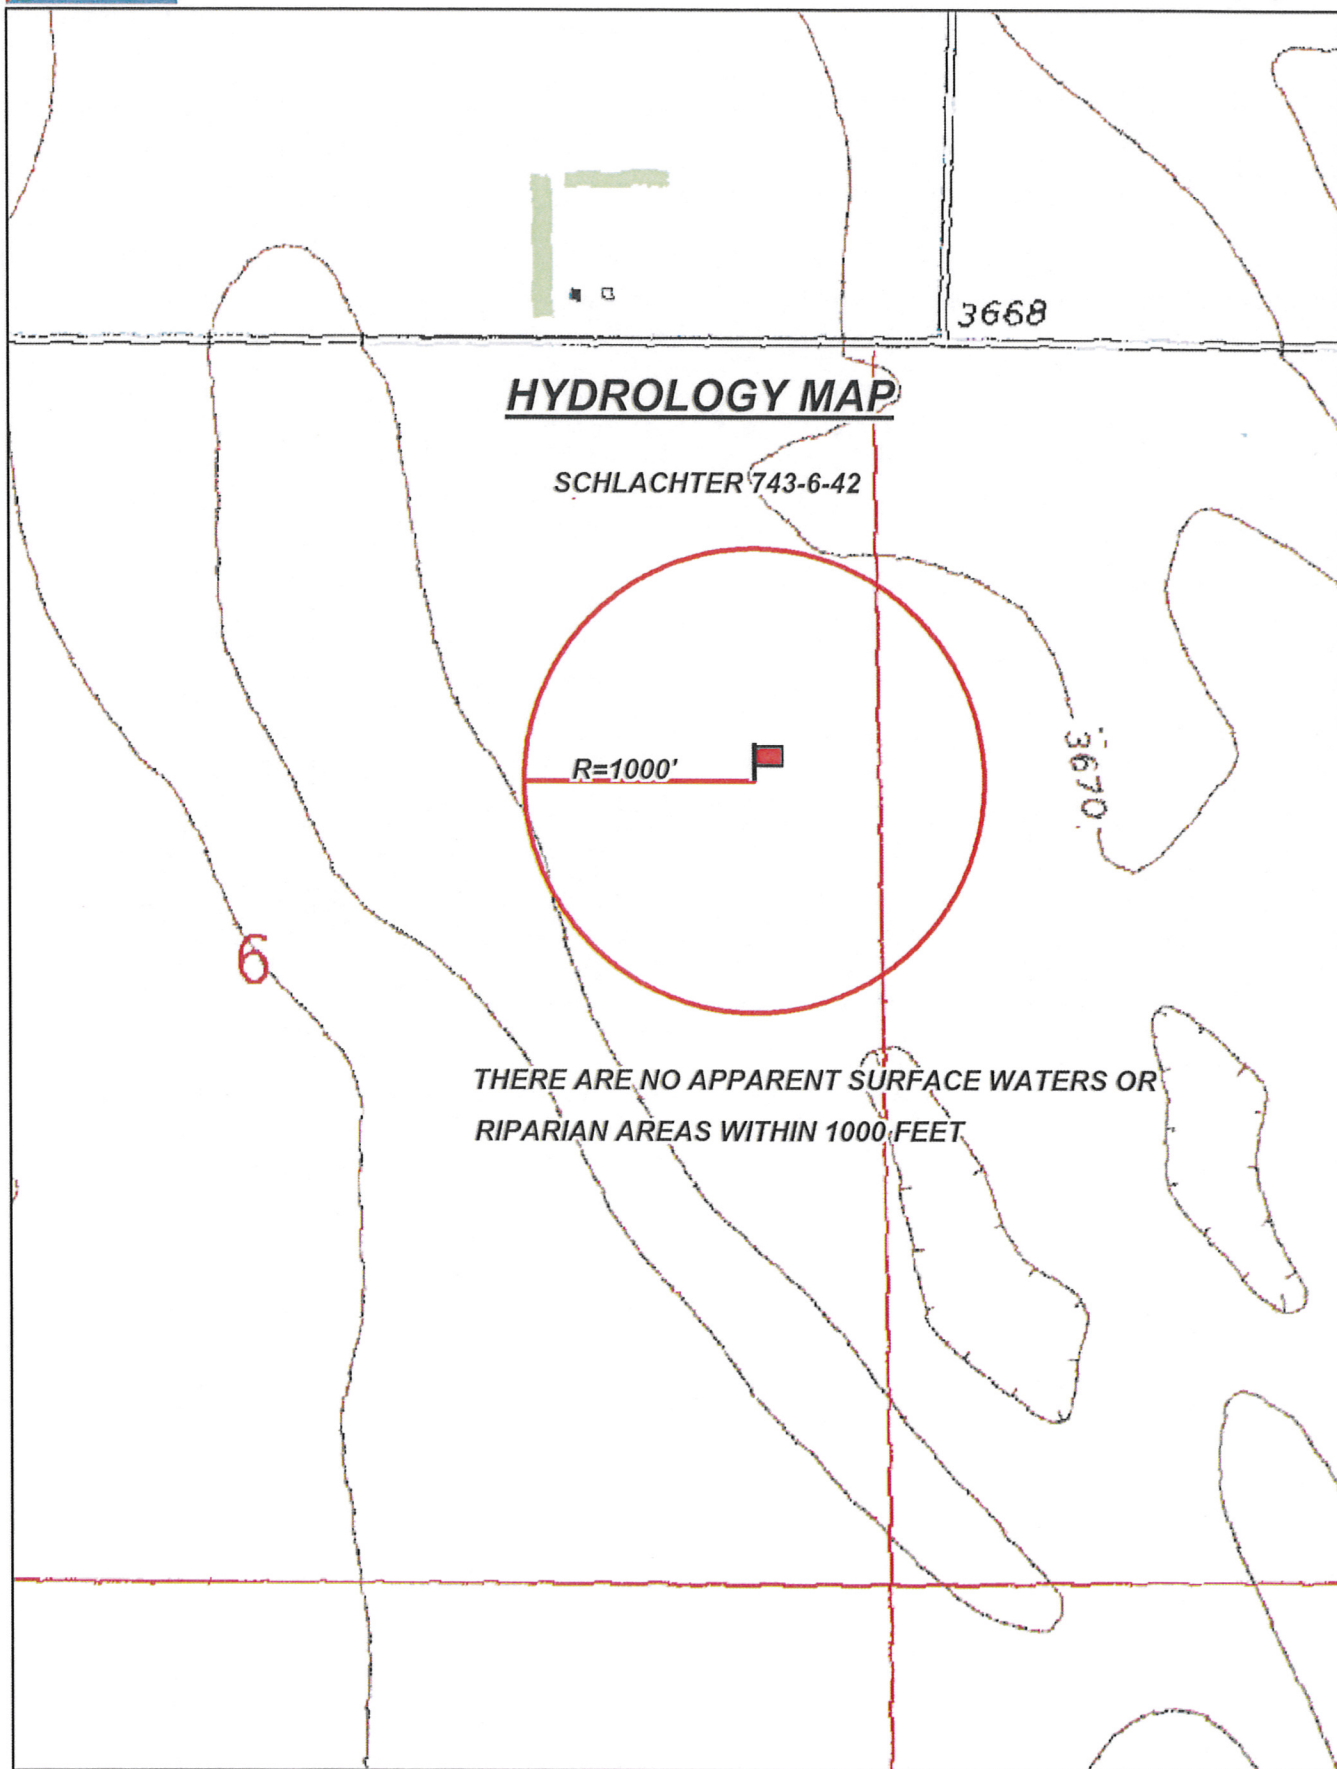 3668
HYDROLOGY MAP
SCHLACHTER 743-6-42
R=1000'
3670
6
THERE ARE NO APPARENT SURFACE WATERS OR
RIPARIAN AREAS WITHIN 1000 FEET